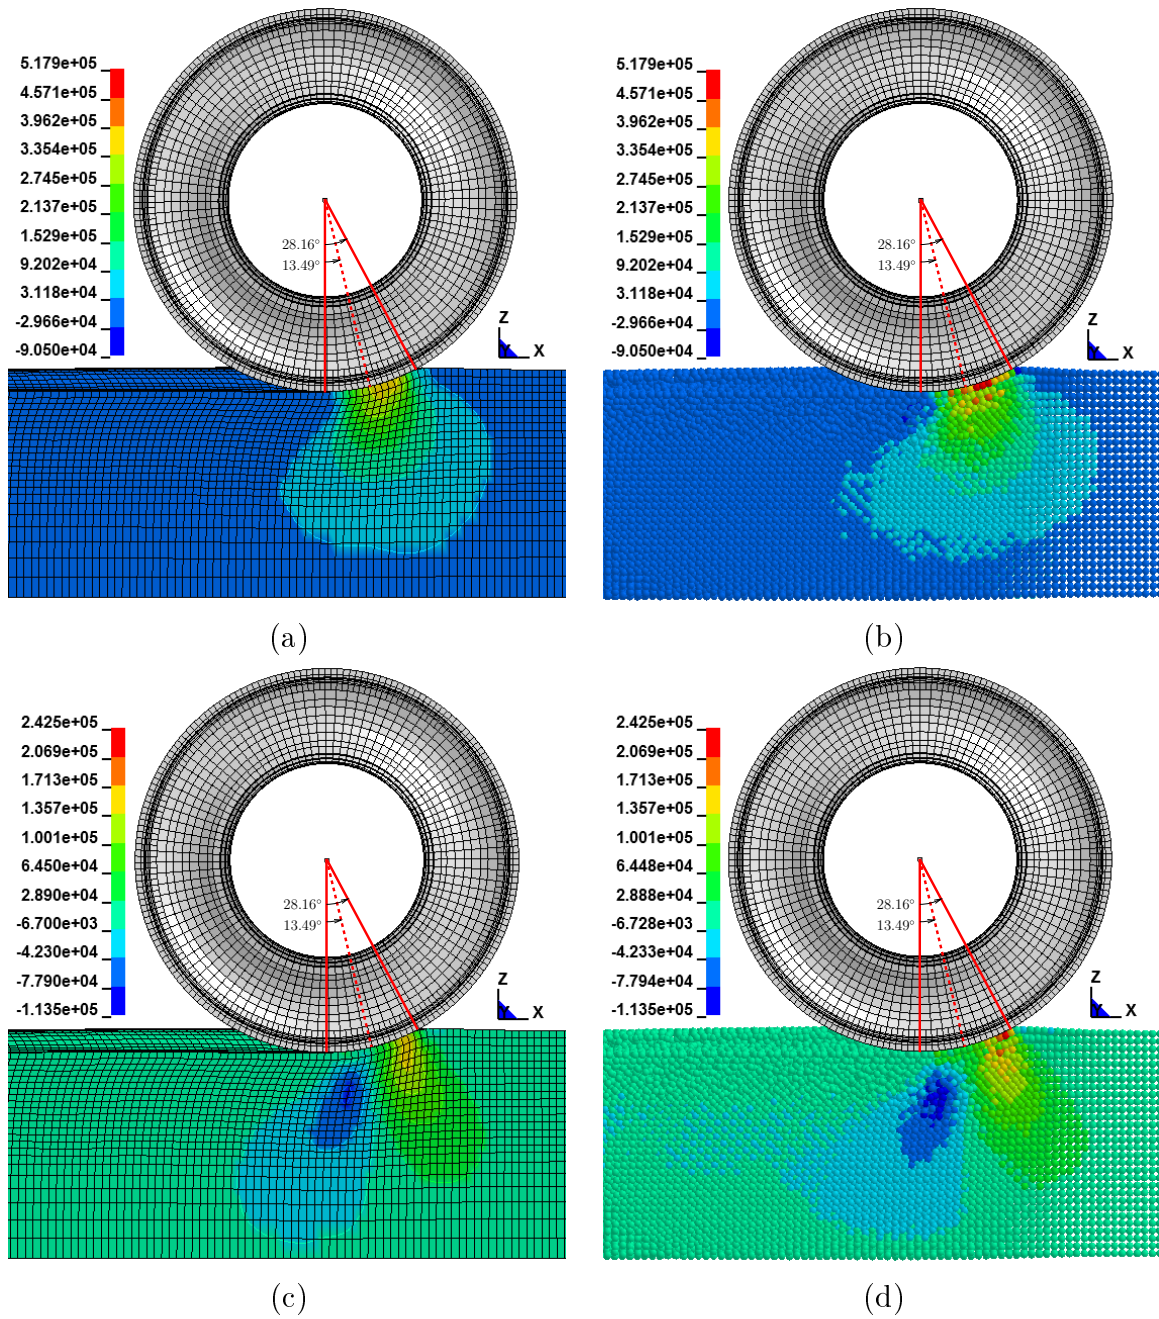 5.179e+05
4.571e+05
3.962e+05
3.354e+05
2.745e+05
2.137e+05
1.529e+05
9.202e+04
3.118e+04
-2.966e+04
-9.050e+04
28.16°
13.49°
Z
Y
X
(a)
5.179e+05
4.571e+05
3.962e+05
3.354e+05
2.745e+05
2.137e+05
1.529e+05
9.202e+04
3.118e+04
-2.966e+04
-9.050e+04
28.16°
13.49°
Z
Y
X
(b)
2.425e+05
2.069e+05
1.713e+05
1.357e+05
1.001e+05
6.450e+04
2.890e+04
-6.700e+03
-4.230e+04
-7.790e+04
-1.135e+05
28.16°
13.49°
Z
Y
X
(c)
2.425e+05
2.069e+05
1.713e+05
1.357e+05
1.001e+05
6.448e+04
2.888e+04
-6.728e+03
-4.233e+04
-7.794e+04
-1.135e+05
28.16°
13.49°
Z
Y
X
(d)